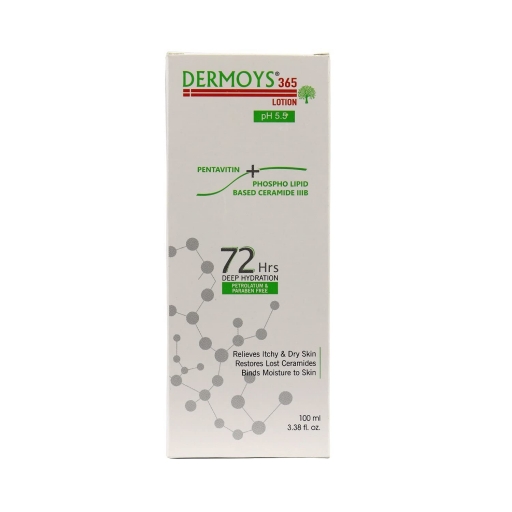 DERMOYS® 365
LOTION
pH 5.5
PENTAVITIN +
PHOSPHO LIPID
BASED CERAMIDE IIIB
72 Hrs
DEEP HYDRATION
PETROLATUM &
PARABEN FREE
Relieves Itchy & Dry Skin
Restores Lost Ceramides
Binds Moisture to Skin
100 ml
3.38 fl. oz.